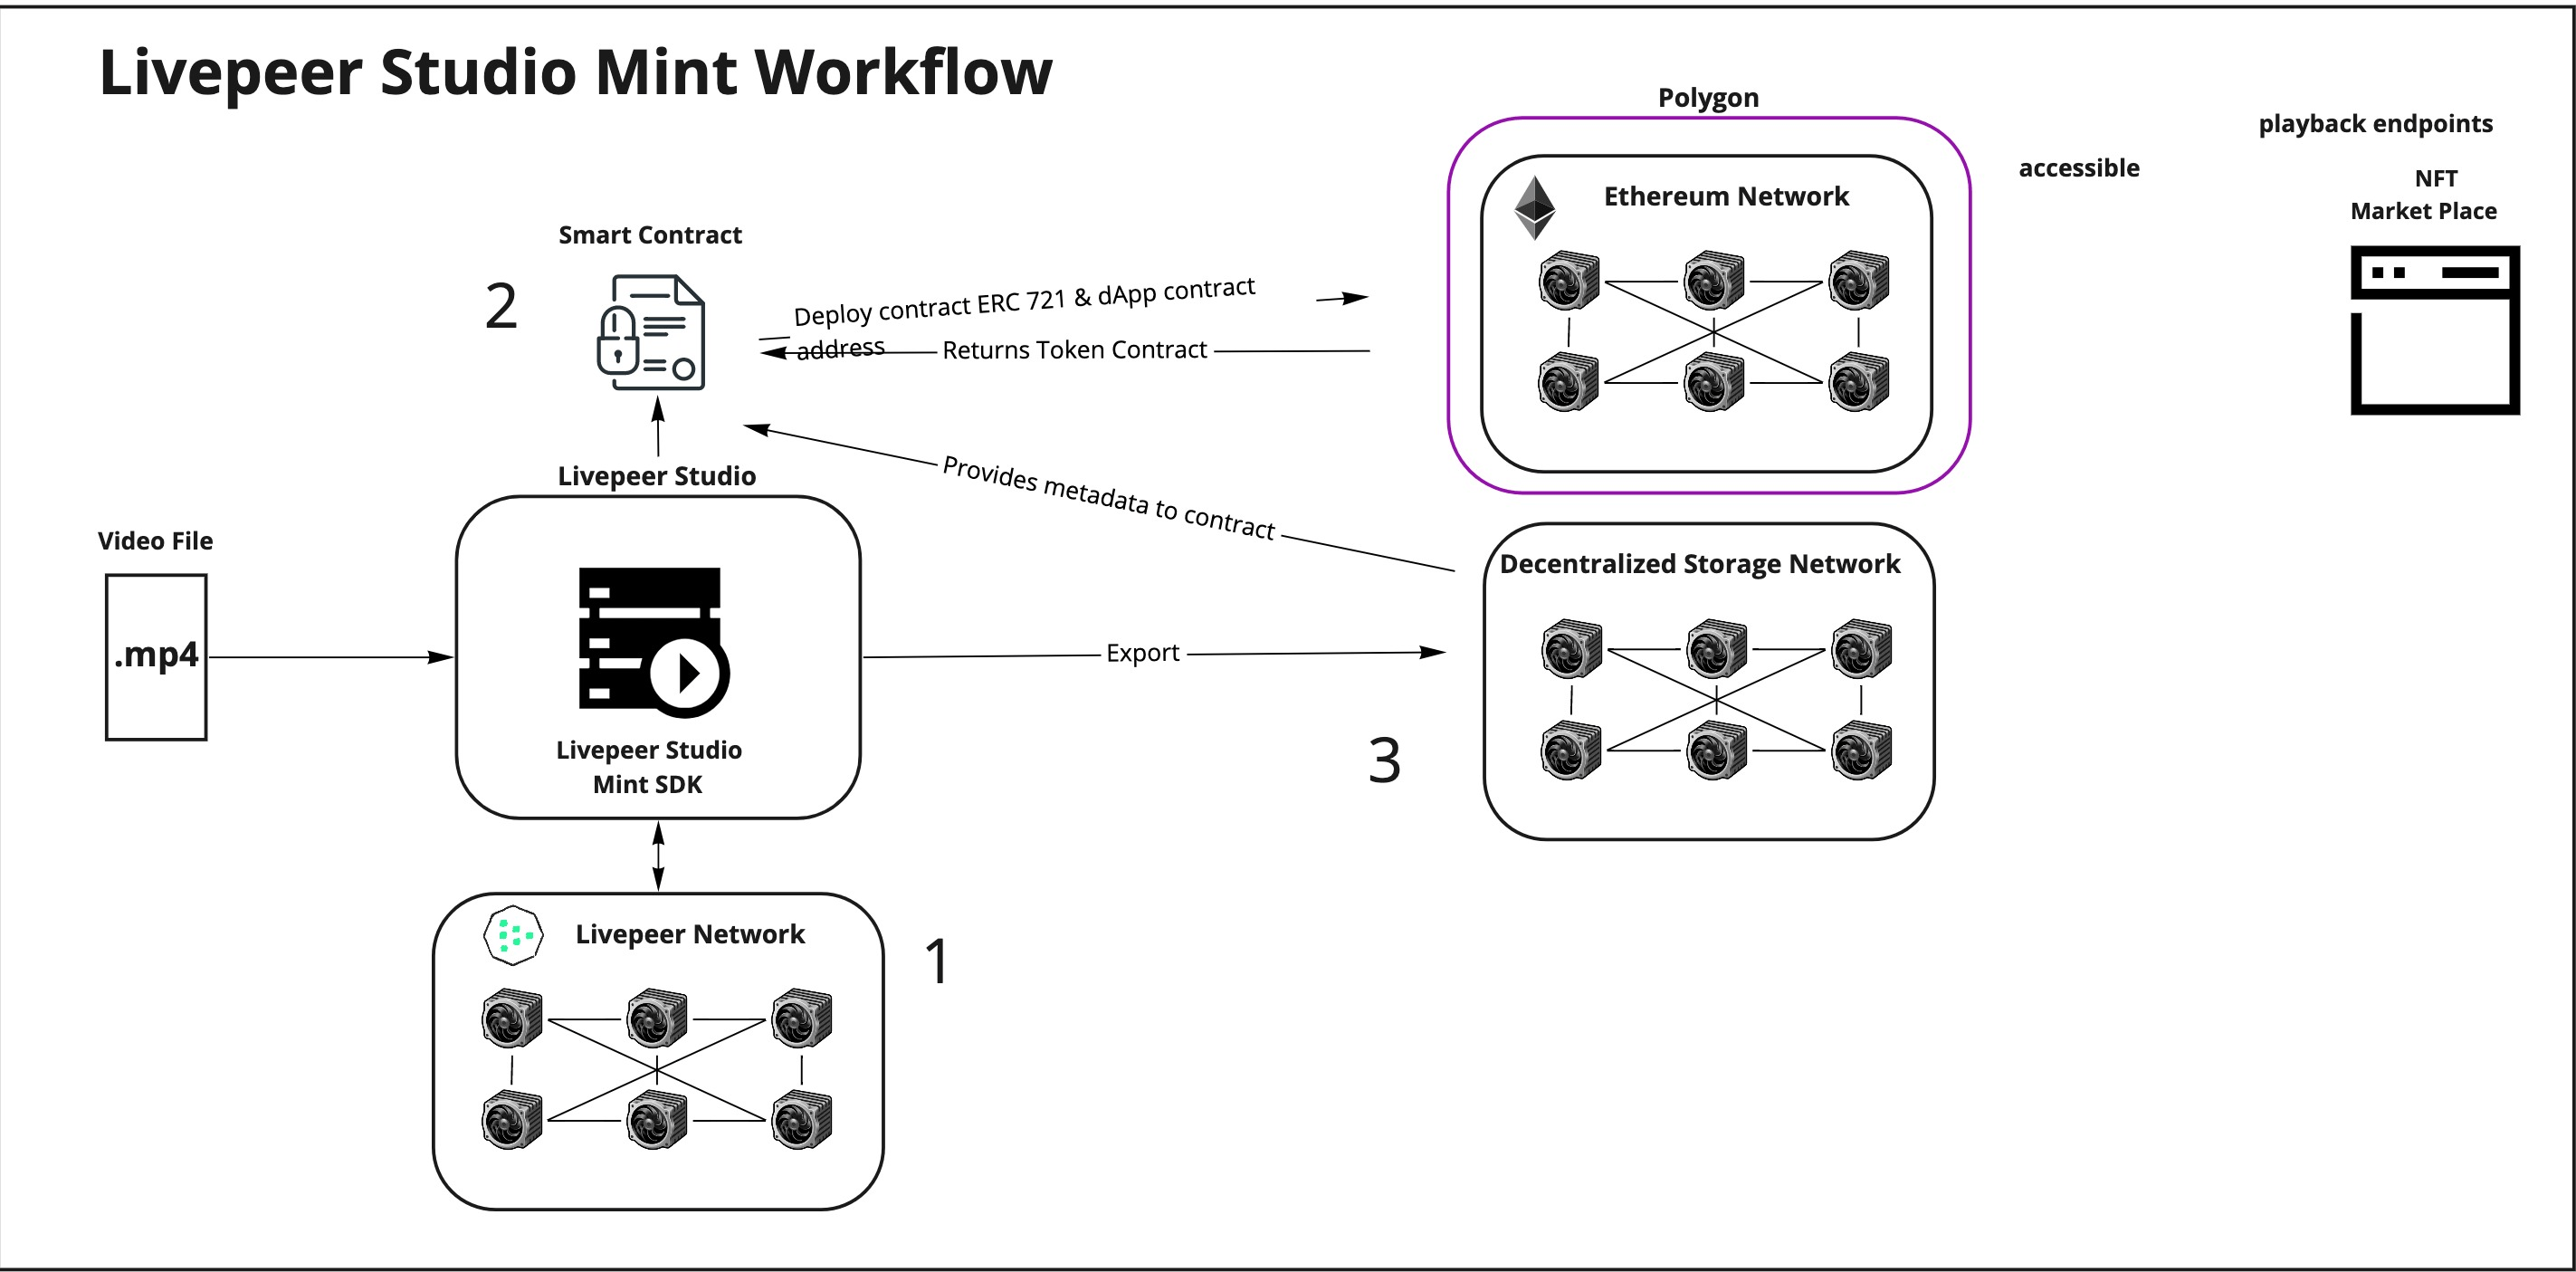 Livepeer Studio Mint Workflow
Polygon
playback endpoints
accessible
NFT
Market Place
Ethereum Network
Smart Contract
2
Deploy contract ERC 721 & dApp contract
address
Returns Token Contract
Provides metadata to contract
Livepeer Studio
Video File
.mp4
Decentralized Storage Network
Export
Livepeer Studio
Mint SDK
3
Livepeer Network
1